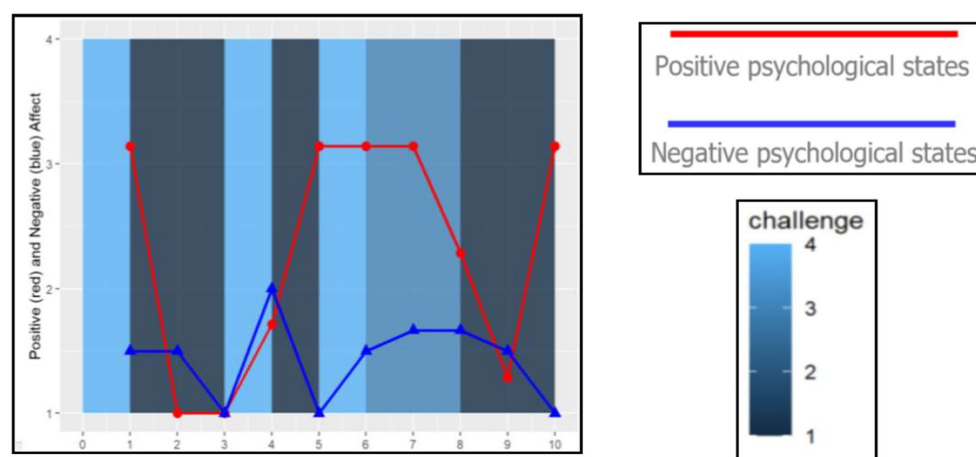 Positive (red) and Negative (blue) Affect
4
3
2
1
0 1 2 3 4 5 6 7 8 9 10
Positive psychological states
Negative psychological states
challenge
4
3
2
1